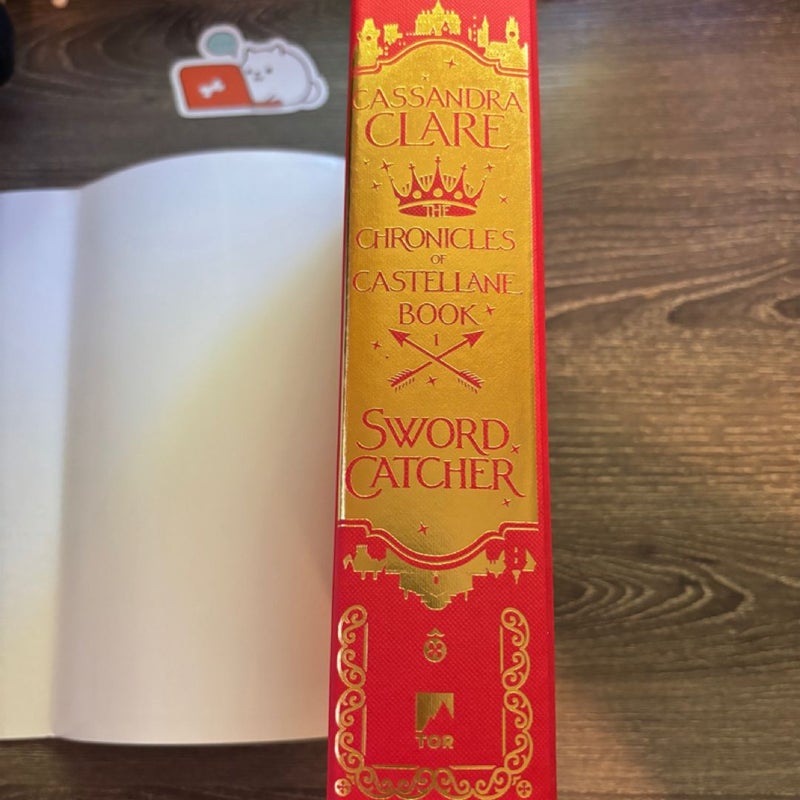 CASSANDRA
CLARE
THE
CHRONICLES
OF
CASTELLANE
BOOK
I
SWORD
CATCHER
TOR